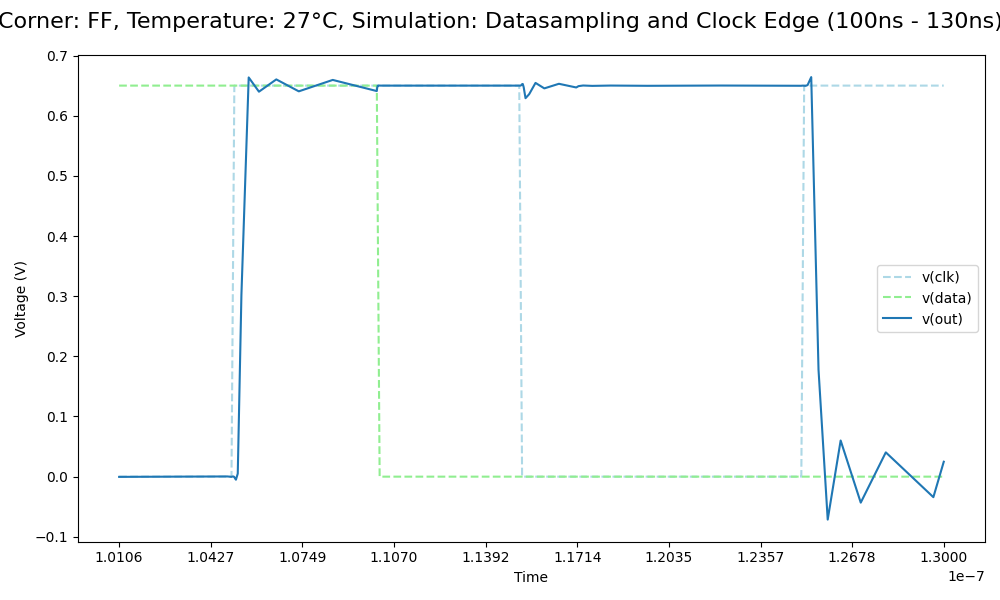 Corner: FF, Temperature: 27°C, Simulation: Datasampling and Clock Edge (100ns - 130ns)
0.7
0.6
0.5
0.4
0.3
0.2
0.1
0.0
−0.1
Voltage (V)
v(clk)
v(data)
v(out)
1.0106 1.0427 1.0749 1.1070 1.1392 1.1714 1.2035 1.2357 1.2678 1.3000
1e−7
Time